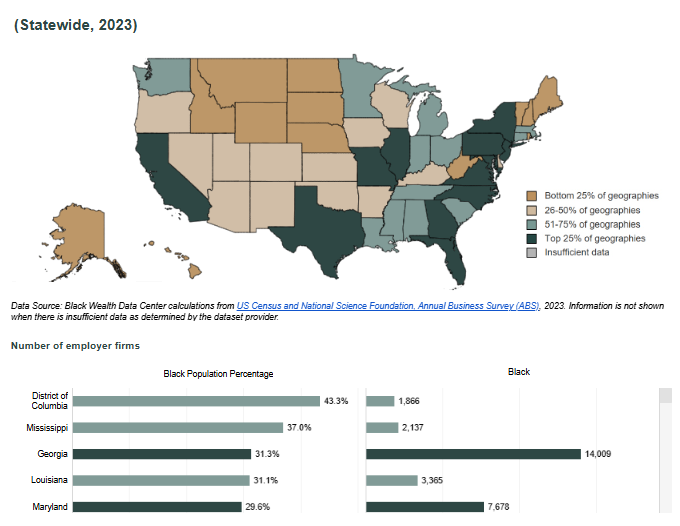 (Statewide, 2023)
Bottom 25% of geographies
26-50% of geographies
51-75% of geographies
Top 25% of geographies
Insufficient data
Data Source: Black Wealth Data Center calculations from US Census and National Science Foundation, Annual Business Survey (ABS), 2023. Information is not shown
when there is insufficient data as determined by the dataset provider.
Number of employer firms
Black Population Percentage
Black
District of
Columbia
43.3%
1,866
Mississippi
37.0%
2,137
Georgia
31.3%
14,009
Louisiana
31.1%
3,365
Maryland
29.6%
7,678